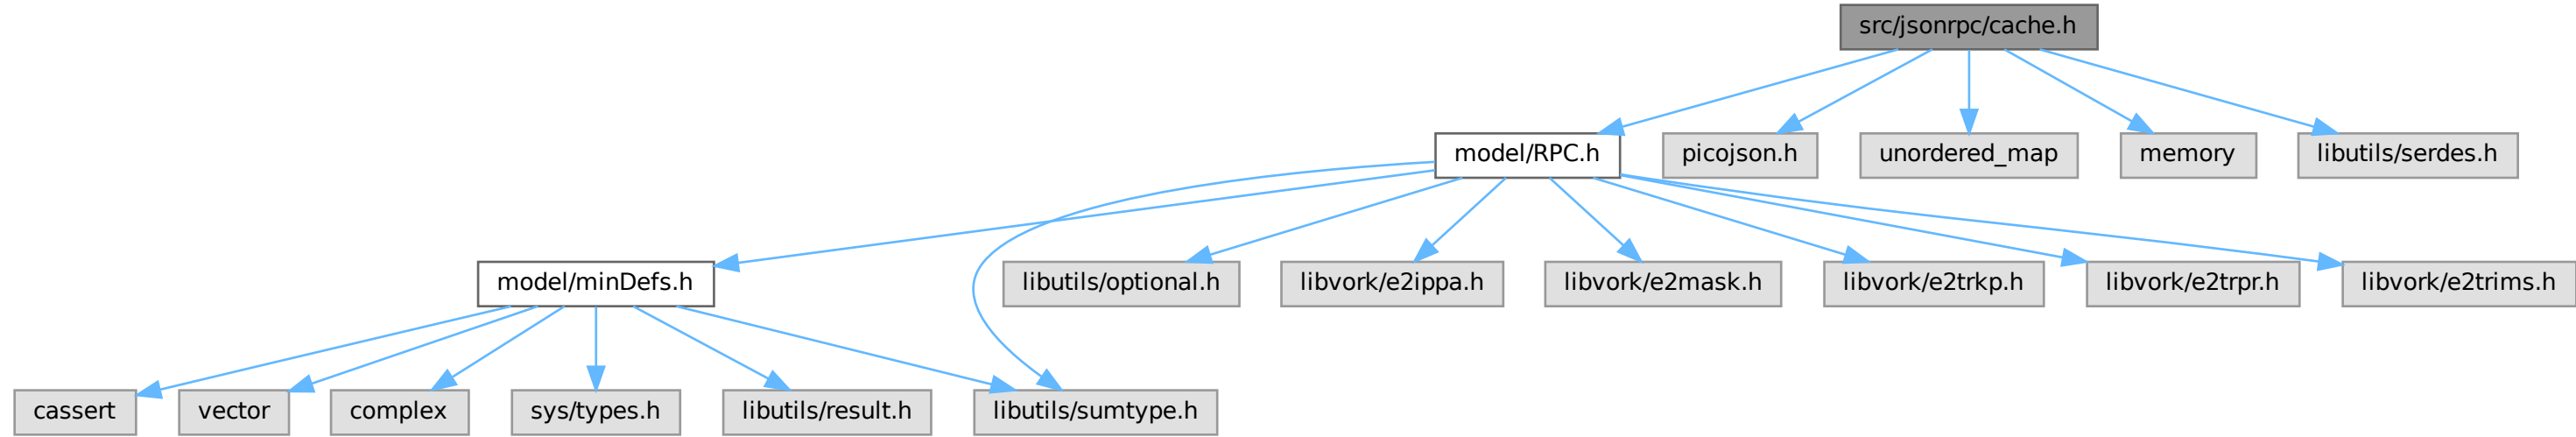 src/jsonrpc/cache.h
model/RPC.h
picojson.h
unordered_map
memory
libutils/serdes.h
model/minDefs.h
libutils/optional.h
libvork/e2ippa.h
libvork/e2mask.h
libvork/e2trkp.h
libvork/e2trpr.h
libvork/e2trims.h
cassert
vector
complex
sys/types.h
libutils/result.h
libutils/sumtype.h